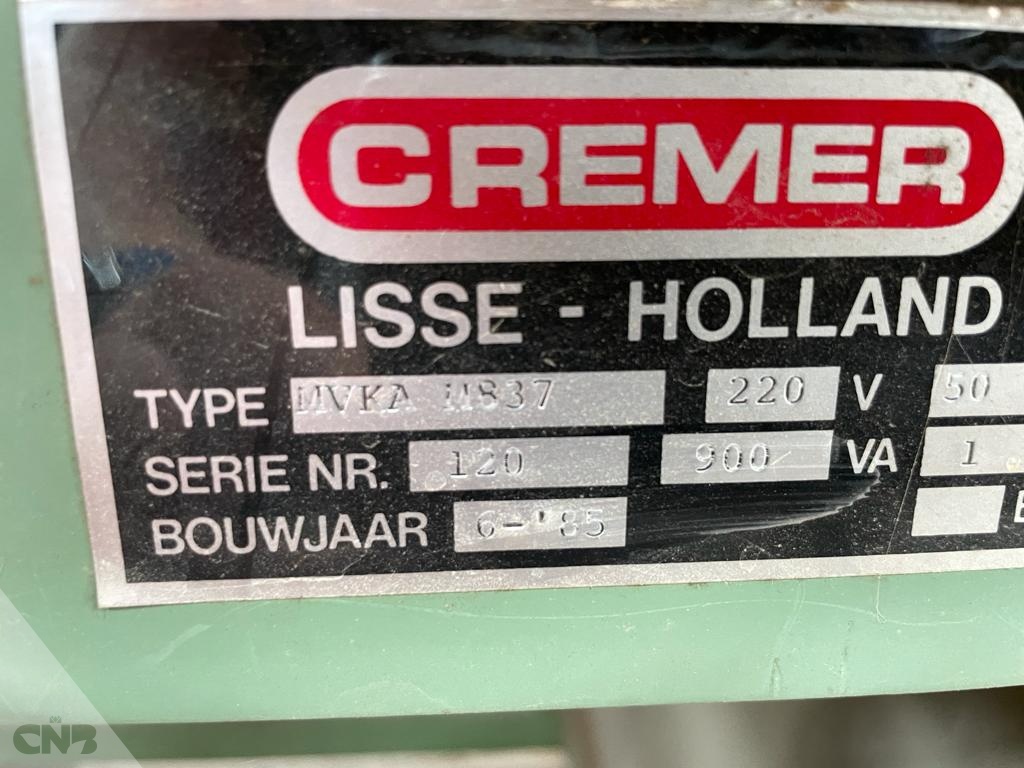 CREMER
LISSE - HOLLAND
TYPE MVKA M837 220 V 50
SERIE NR. 120 900 VA 1
BOUWJAAR 6-'85
CNB